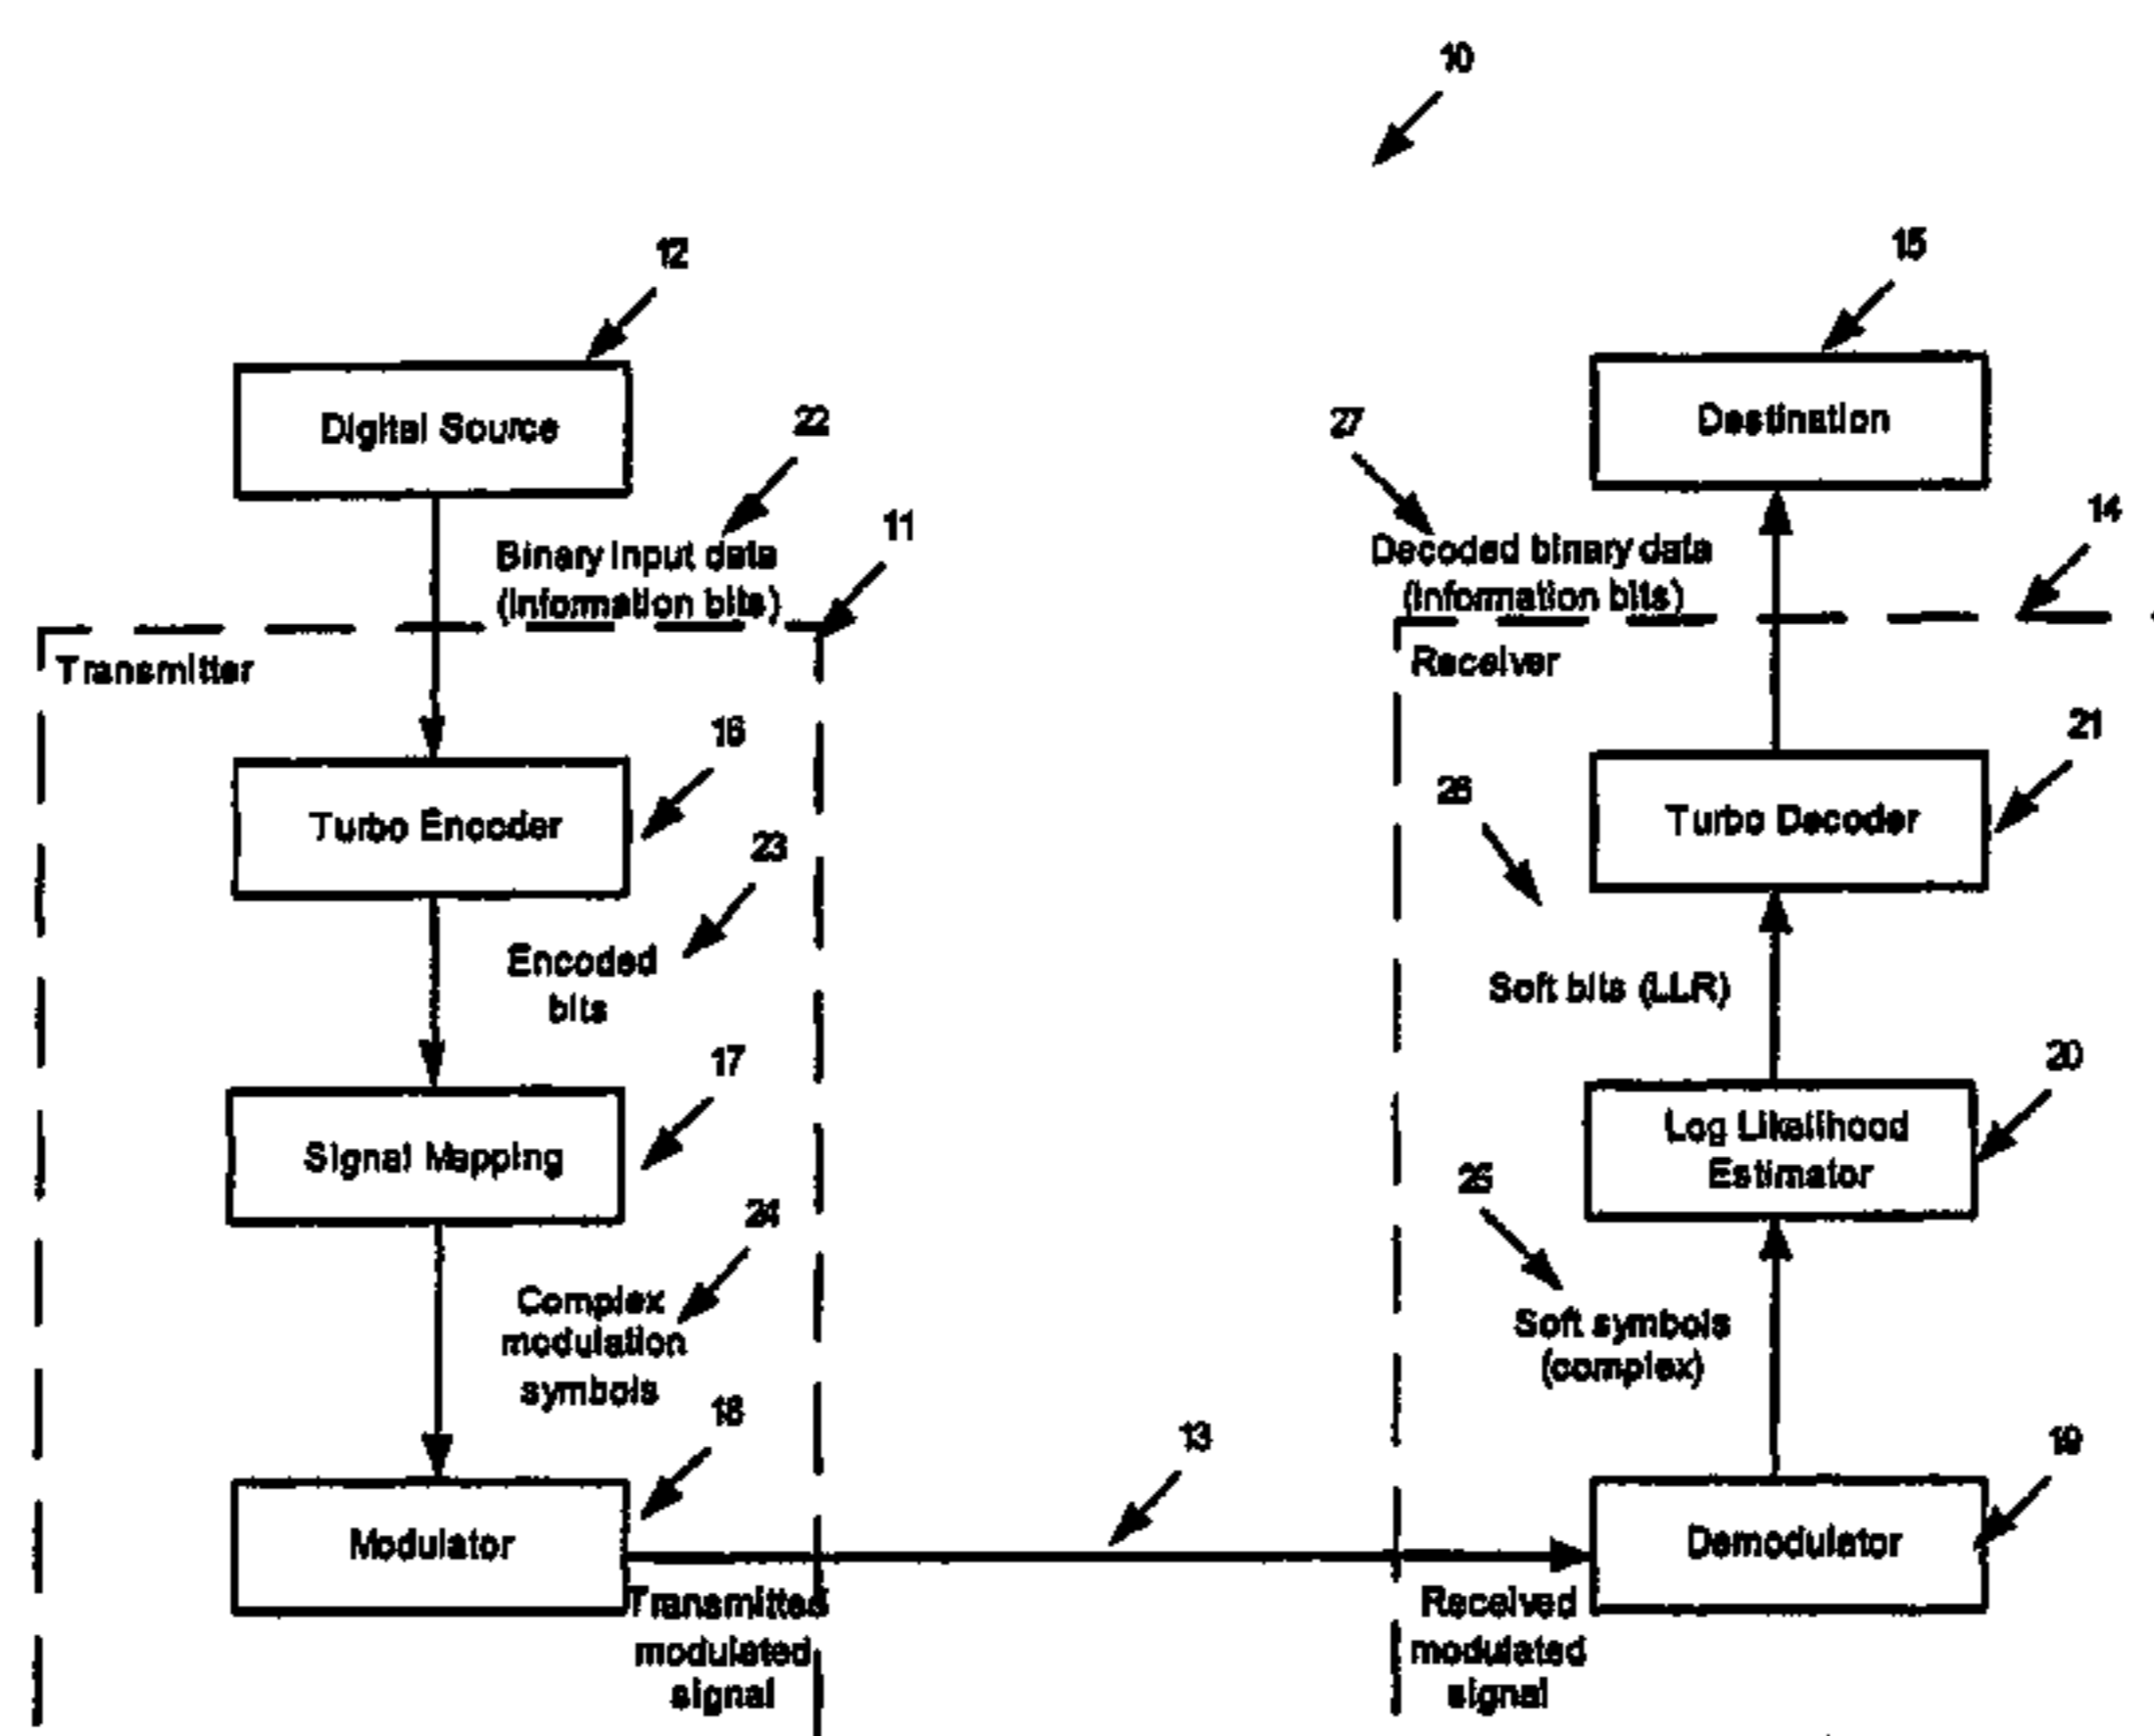 10
12
Digital Source
22
Binary input data
(information bits)
11
Transmitter
16
Turbo Encoder
23
Encoded
bits
17
Signal Mapping
24
Complex
modulation
symbols
18
Modulator
Transmitted
modulated
signal
13
15
Destination
27
Decoded binary data
(information bits)
14
Receiver
21
Turbo Decoder
26
Soft bits (LLR)
20
Log Likelihood
Estimator
25
Soft symbols
(complex)
19
Demodulator
Received
modulated
signal